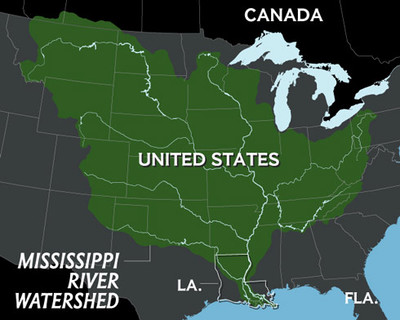 CANADA
UNITED STATES
MISSISSIPPI
RIVER
WATERSHED
LA.
FLA.